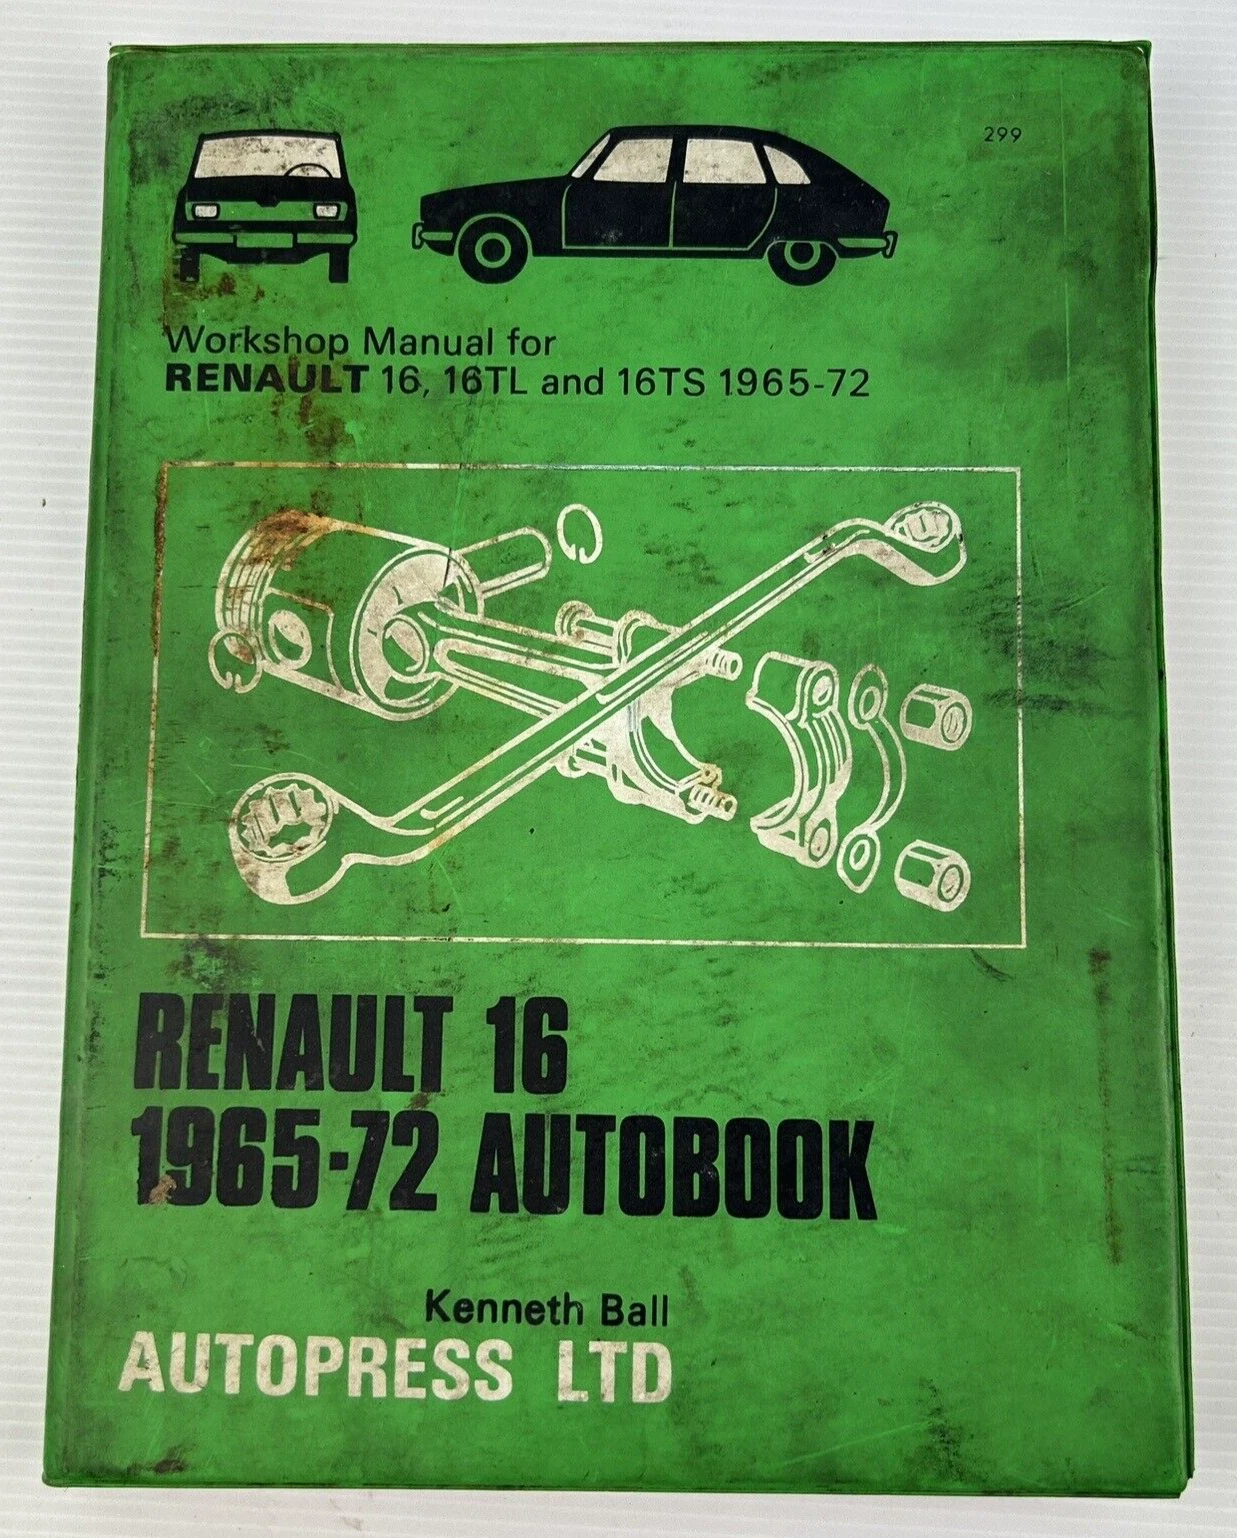 299
Workshop Manual for
RENAULT 16, 16TL and 16TS 1965-72
RENAULT 16
1965-72 AUTOBOOK
Kenneth Ball
AUTOPRESS LTD